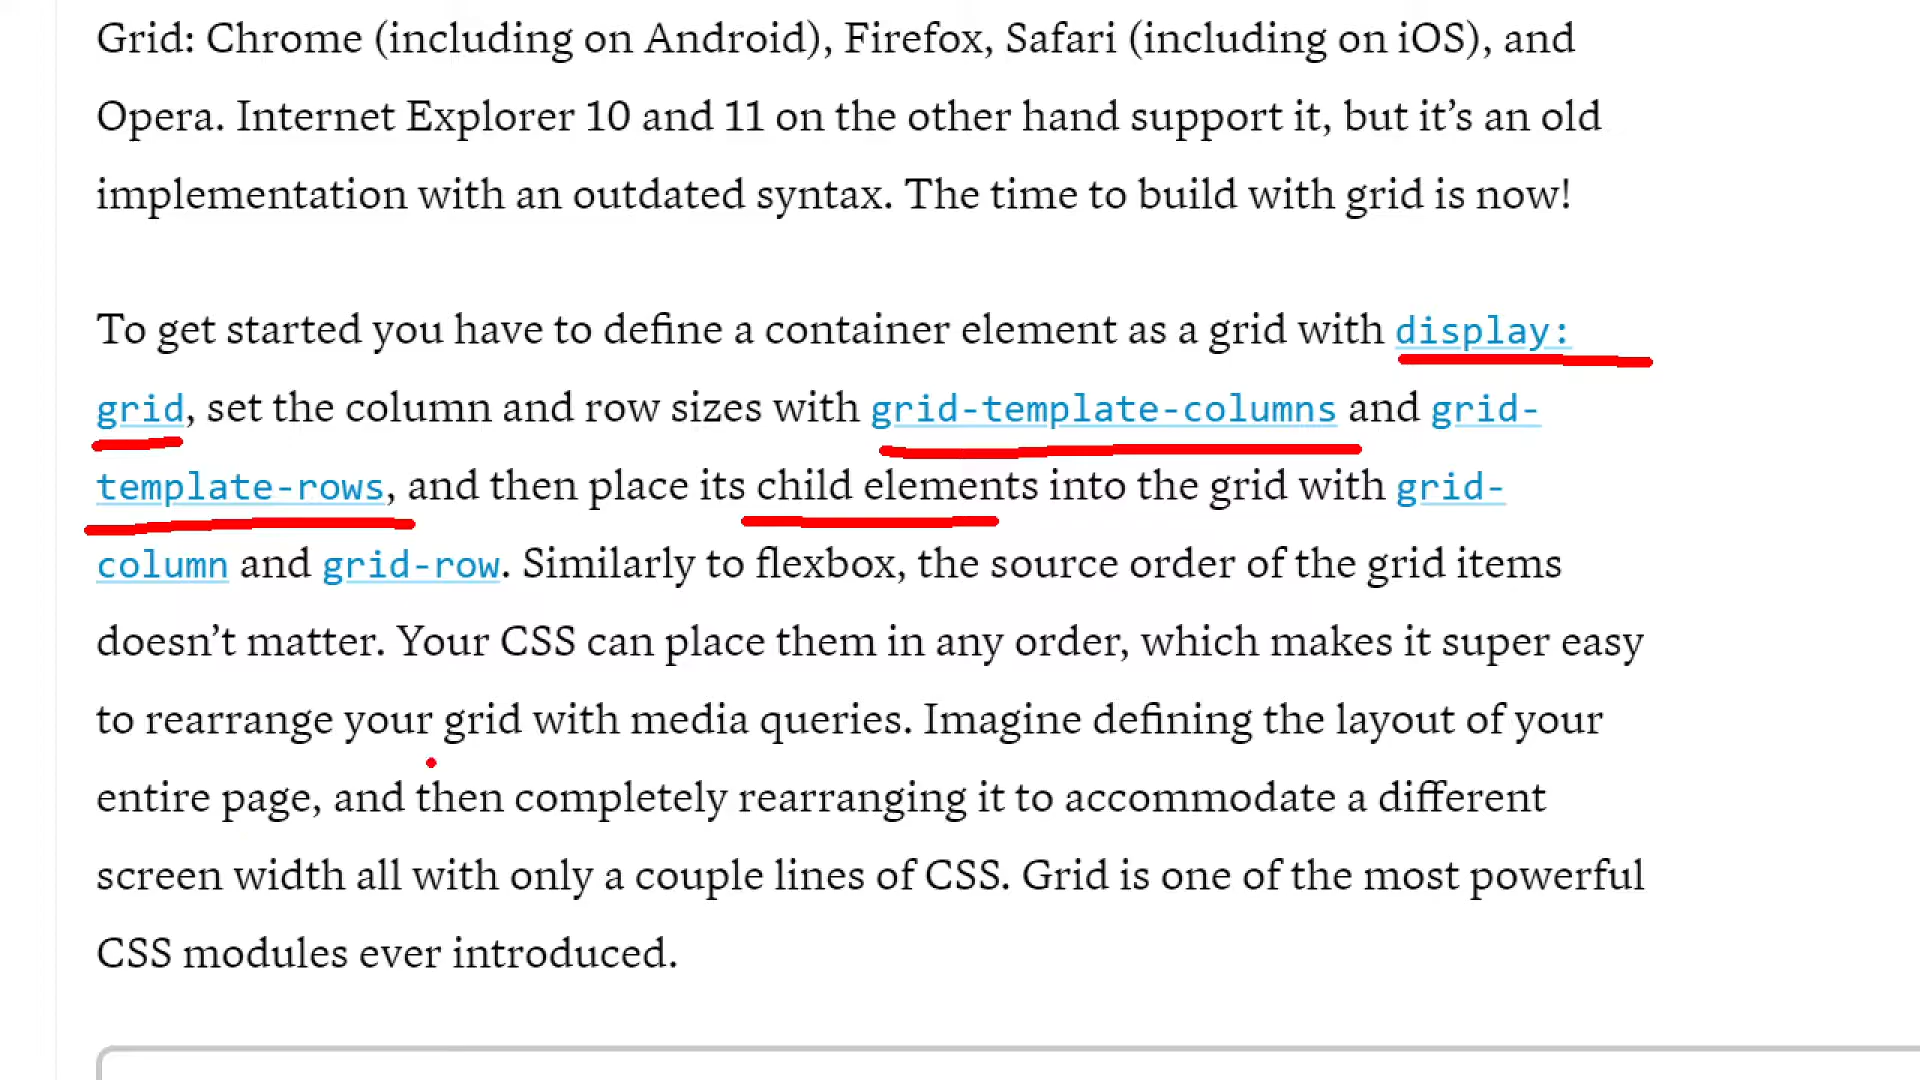 Grid: Chrome (including on Android), Firefox, Safari (including on iOS), and
Opera. Internet Explorer 10 and 11 on the other hand support it, but it’s an old
implementation with an outdated syntax. The time to build with grid is now!
To get started you have to define a container element as a grid with display:
grid, set the column and row sizes with grid-template-columns and grid-
template-rows, and then place its child elements into the grid with grid-
column and grid-row. Similarly to flexbox, the source order of the grid items
doesn’t matter. Your CSS can place them in any order, which makes it super easy
to rearrange your grid with media queries. Imagine defining the layout of your
entire page, and then completely rearranging it to accommodate a different
screen width all with only a couple lines of CSS. Grid is one of the most powerful
CSS modules ever introduced.